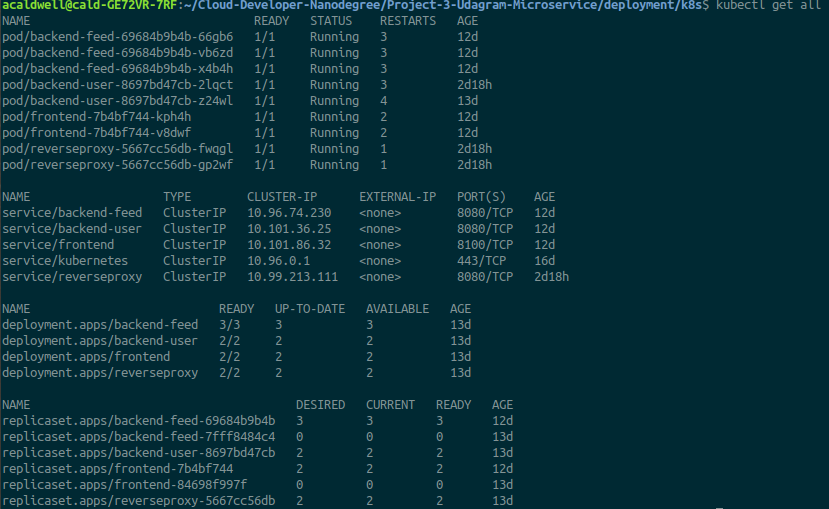 acaldwell@cald-GE72VR-7RF:~/Cloud-Developer-Nanodegree/Project-3-Udagram-Microservice/deployment/k8s$ kubectl get all
NAME READY STATUS RESTARTS AGE
pod/backend-feed-69684b9b4b-66gb6 1/1 Running 3 12d
pod/backend-feed-69684b9b4b-vb6zd 1/1 Running 3 12d
pod/backend-feed-69684b9b4b-x4b4h 1/1 Running 3 12d
pod/backend-user-8697bd47cb-2lqct 1/1 Running 3 2d18h
pod/backend-user-8697bd47cb-z24wl 1/1 Running 4 13d
pod/frontend-7b4bf744-kph4h 1/1 Running 2 12d
pod/frontend-7b4bf744-v8dwf 1/1 Running 2 12d
pod/reverseproxy-5667cc56db-fwqgl 1/1 Running 1 2d18h
pod/reverseproxy-5667cc56db-gp2wf 1/1 Running 1 2d18h
NAME TYPE CLUSTER-IP EXTERNAL-IP PORT(S) AGE
service/backend-feed ClusterIP 10.96.74.230 <none> 8080/TCP 12d
service/backend-user ClusterIP 10.101.36.25 <none> 8080/TCP 12d
service/frontend ClusterIP 10.101.86.32 <none> 8100/TCP 12d
service/kubernetes ClusterIP 10.96.0.1 <none> 443/TCP 16d
service/reverseproxy ClusterIP 10.99.213.111 <none> 8080/TCP 2d18h
NAME READY UP-TO-DATE AVAILABLE AGE
deployment.apps/backend-feed 3/3 3 3 13d
deployment.apps/backend-user 2/2 2 2 13d
deployment.apps/frontend 2/2 2 2 13d
deployment.apps/reverseproxy 2/2 2 2 13d
NAME DESIRED CURRENT READY AGE
replicaset.apps/backend-feed-69684b9b4b 3 3 3 12d
replicaset.apps/backend-feed-7fff8484c4 0 0 0 13d
replicaset.apps/backend-user-8697bd47cb 2 2 2 13d
replicaset.apps/frontend-7b4bf744 2 2 2 12d
replicaset.apps/frontend-84698f997f 0 0 0 13d
replicaset.apps/reverseproxy-5667cc56db 2 2 2 13d